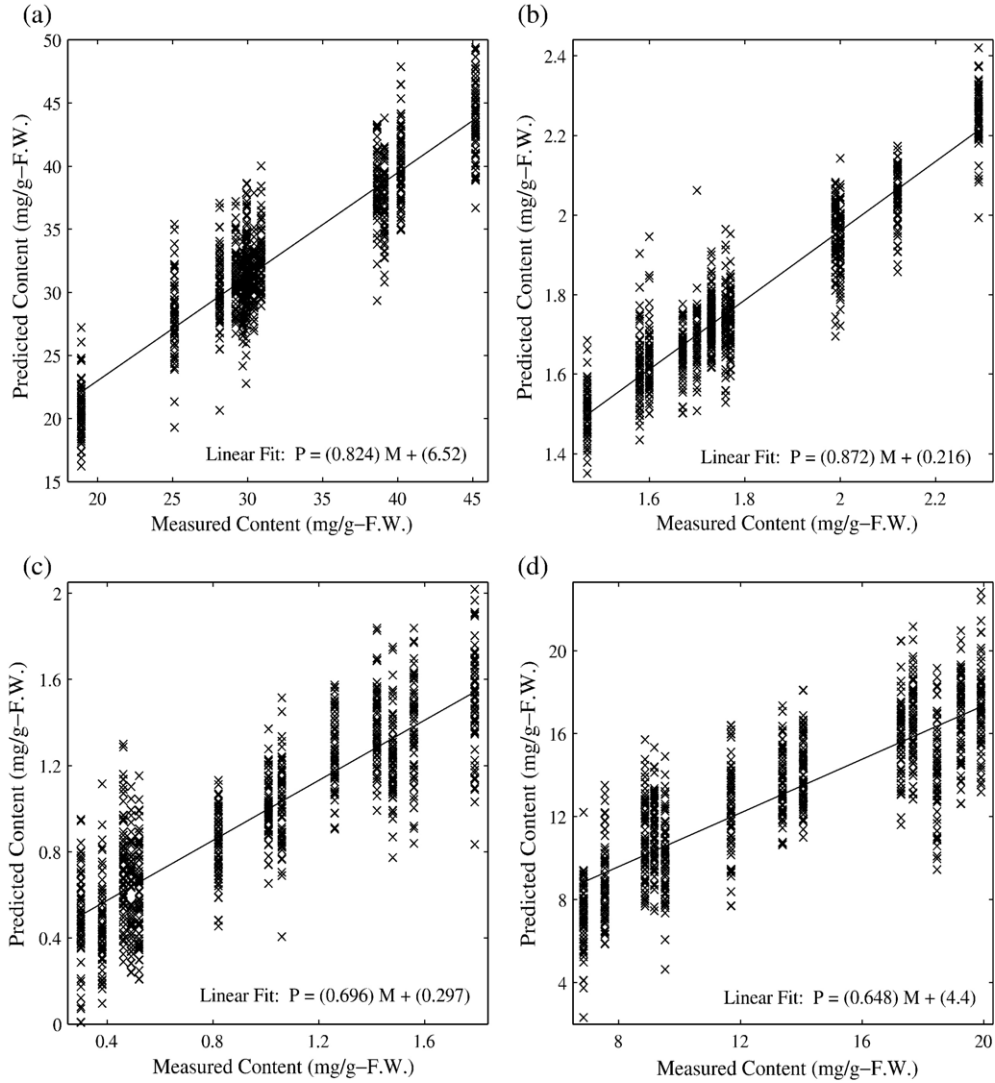 (a)
50
45
40
35
30
25
20
15
Predicted Content (mg/g–F.W.)
Linear Fit: P = (0.824) M + (6.52)
20 25 30 35 40 45
Measured Content (mg/g–F.W.)
(b)
2.4
2.2
2
1.8
1.6
1.4
Predicted Content (mg/g–F.W.)
Linear Fit: P = (0.872) M + (0.216)
1.6 1.8 2 2.2
Measured Content (mg/g–F.W.)
(c)
2
1.6
1.2
0.8
0.4
0
Predicted Content (mg/g–F.W.)
Linear Fit: P = (0.696) M + (0.297)
0.4 0.8 1.2 1.6
Measured Content (mg/g–F.W.)
(d)
20
16
12
8
4
Predicted Content (mg/g–F.W.)
Linear Fit: P = (0.648) M + (4.4)
8 12 16 20
Measured Content (mg/g–F.W.)